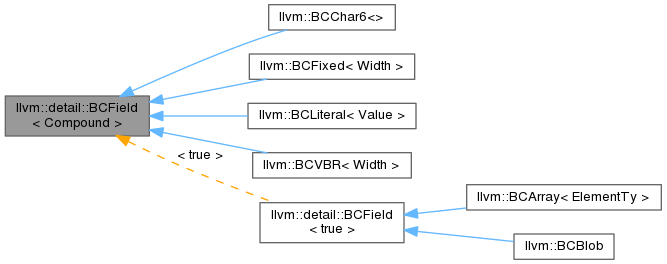 llvm::BCChar6<>
llvm::BCFixed< Width >
llvm::detail::BCField
< Compound >
llvm::BCLiteral< Value >
llvm::BCVBR< Width >
< true >
llvm::detail::BCField
< true >
llvm::BCArray< ElementTy >
llvm::BCBlob